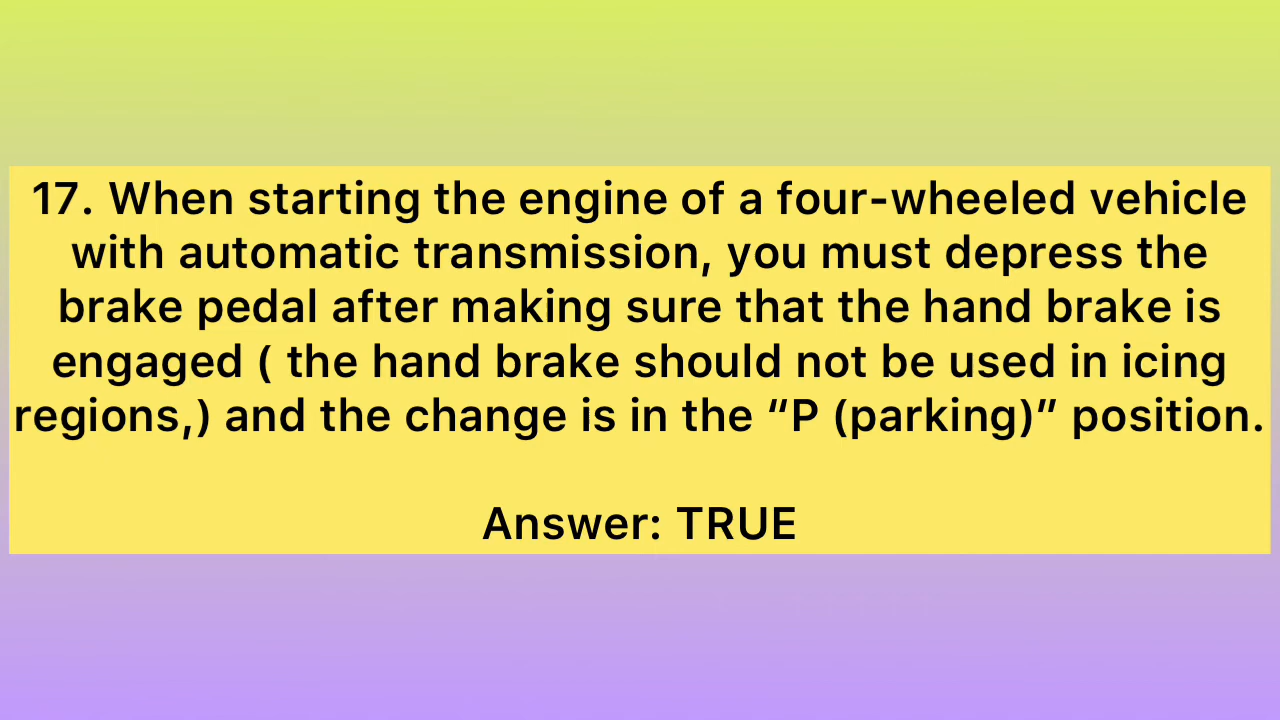 17. When starting the engine of a four-wheeled vehicle
with automatic transmission, you must depress the
brake pedal after making sure that the hand brake is
engaged ( the hand brake should not be used in icing
regions,) and the change is in the “P (parking)” position.
Answer: TRUE